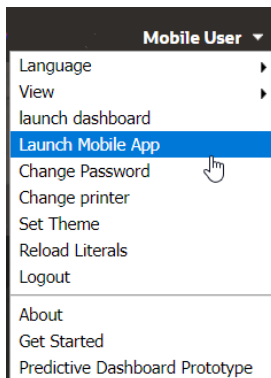 Mobile User
Language
View
launch dashboard
Launch Mobile App
Change Password
Change printer
Set Theme
Reload Literals
Logout
About
Get Started
Predictive Dashboard Prototype